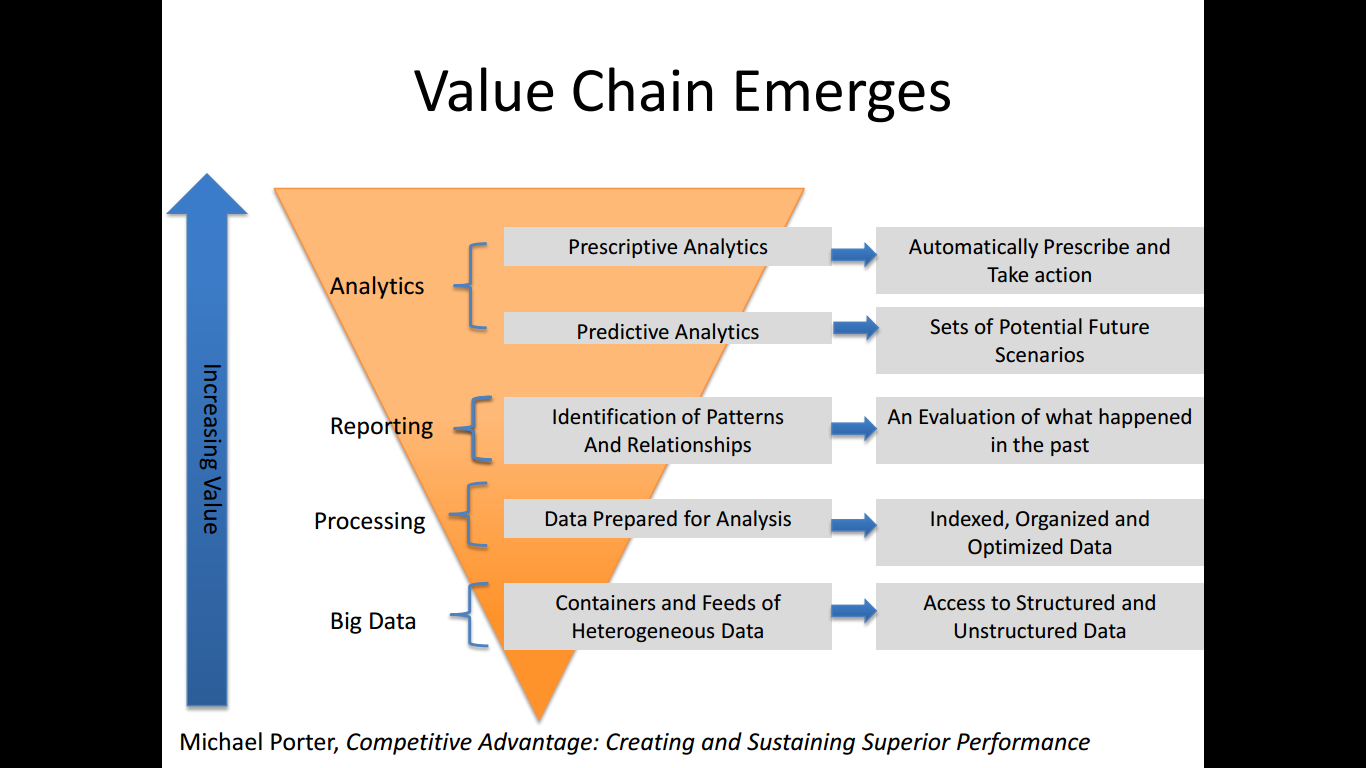 Value Chain Emerges
Increasing Value
Analytics
Prescriptive Analytics
Automatically Prescribe and
Take action
Predictive Analytics
Sets of Potential Future
Scenarios
Reporting
Identification of Patterns
And Relationships
An Evaluation of what happened
in the past
Processing
Data Prepared for Analysis
Indexed, Organized and
Optimized Data
Big Data
Containers and Feeds of
Heterogeneous Data
Access to Structured and
Unstructured Data
Michael Porter, Competitive Advantage: Creating and Sustaining Superior Performance